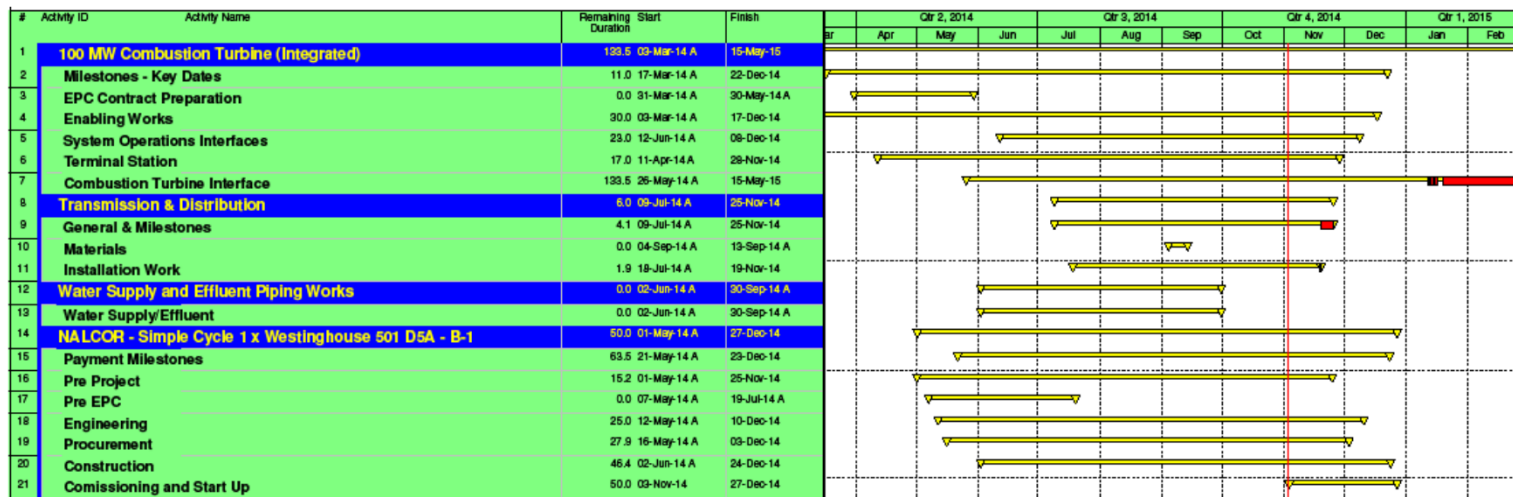 # Activity ID Activity Name Remaining Duration Start Finish Qtr 2, 2014 Qtr 3, 2014 Qtr 4, 2014 Qtr 1, 2015
ar Apr May Jun Jul Aug Sep Oct Nov Dec Jan Feb
1 100 MW Combustion Turbine (Integrated) 133.5 03-Mar-14 A 15-May-15
2 Milestones - Key Dates 11.0 17-Mar-14 A 22-Dec-14
3 EPC Contract Preparation 0.0 31-Mar-14 A 30-May-14 A
4 Enabling Works 30.0 03-Mar-14 A 17-Dec-14
5 System Operations Interfaces 23.0 12-Jun-14 A 08-Dec-14
6 Terminal Station 17.0 11-Apr-14 A 28-Nov-14
7 Combustion Turbine Interface 133.5 26-May-14 A 15-May-15
8 Transmission & Distribution 6.0 09-Jul-14 A 25-Nov-14
9 General & Milestones 4.1 09-Jul-14 A 25-Nov-14
10 Materials 0.0 04-Sep-14 A 13-Sep-14 A
11 Installation Work 1.9 18-Jul-14 A 19-Nov-14
12 Water Supply and Effluent Piping Works 0.0 02-Jun-14 A 30-Sep-14 A
13 Water Supply/Effluent 0.0 02-Jun-14 A 30-Sep-14 A
14 NALCOR - Simple Cycle 1 x Westinghouse 501 D5A - B-1 50.0 01-May-14 A 27-Dec-14
15 Payment Milestones 63.5 21-May-14 A 23-Dec-14
16 Pre Project 15.2 01-May-14 A 25-Nov-14
17 Pre EPC 0.0 07-May-14 A 19-Jul-14 A
18 Engineering 25.0 12-May-14 A 10-Dec-14
19 Procurement 27.9 16-May-14 A 03-Dec-14
20 Construction 46.4 02-Jun-14 A 24-Dec-14
21 Comissioning and Start Up 50.0 03-Nov-14 27-Dec-14